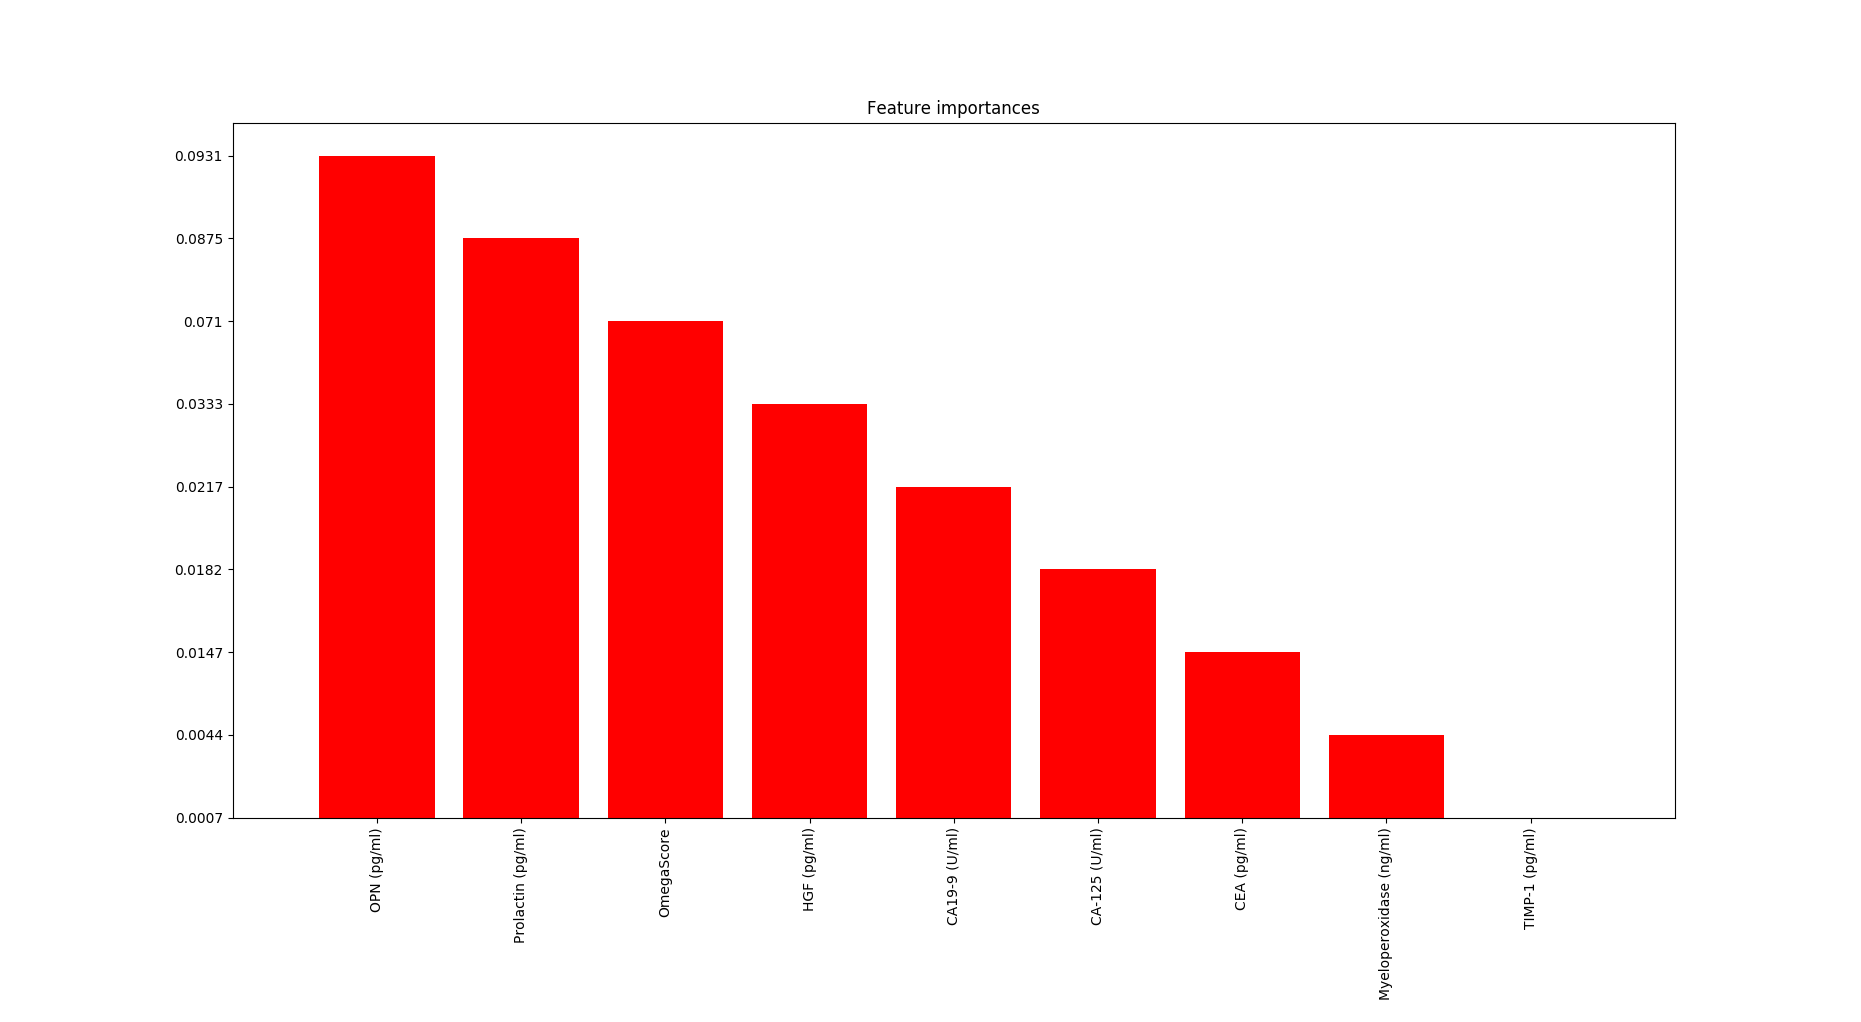 Feature importances
0.0931
0.0875
0.071
0.0333
0.0217
0.0182
0.0147
0.0044
0.0007
OPN (pg/ml)
Prolactin (pg/ml)
OmegaScore
HGF (pg/ml)
CA19-9 (U/ml)
CA-125 (U/ml)
CEA (pg/ml)
Myeloperoxidase (ng/ml)
TIMP-1 (pg/ml)